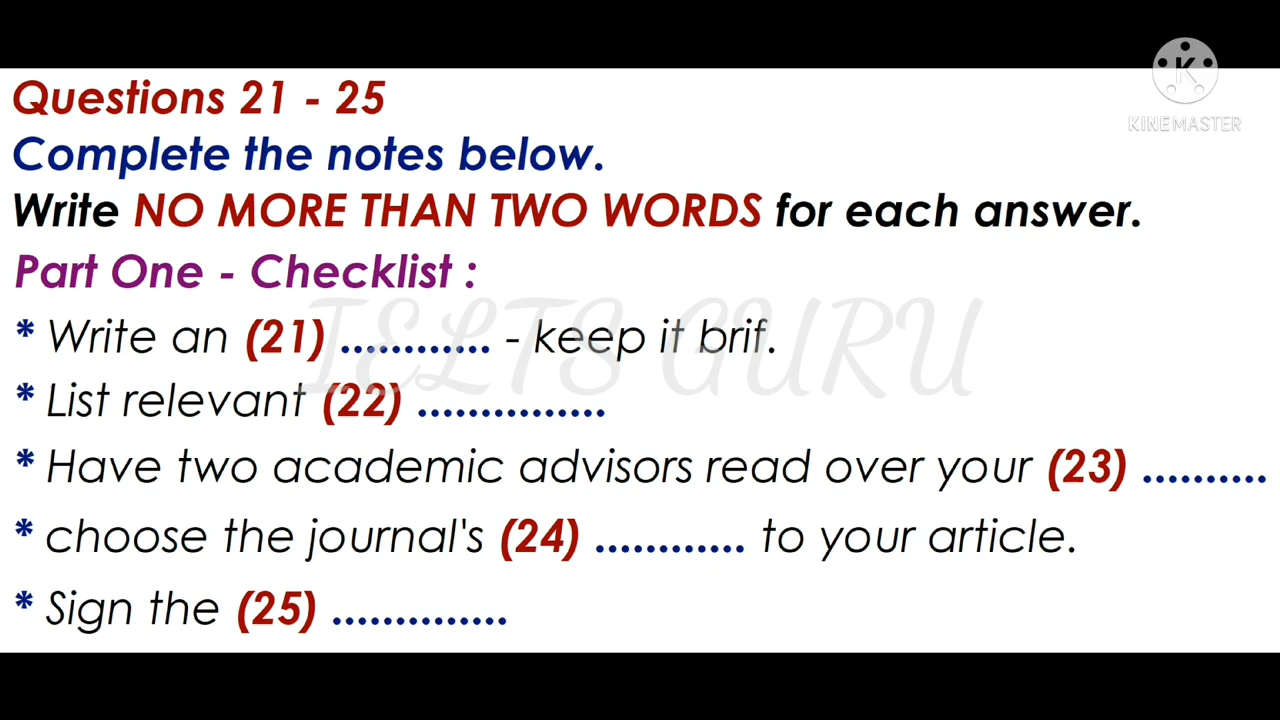 KINEMASTER
Questions 21 - 25
Complete the notes below.
Write NO MORE THAN TWO WORDS for each answer.
Part One - Checklist :
* Write an (21) ............ - keep it brif.
* List relevant (22) ...............
* Have two academic advisors read over your (23) ..........
* choose the journal's (24) ............ to your article.
* Sign the (25) ..............
IELTS GURU